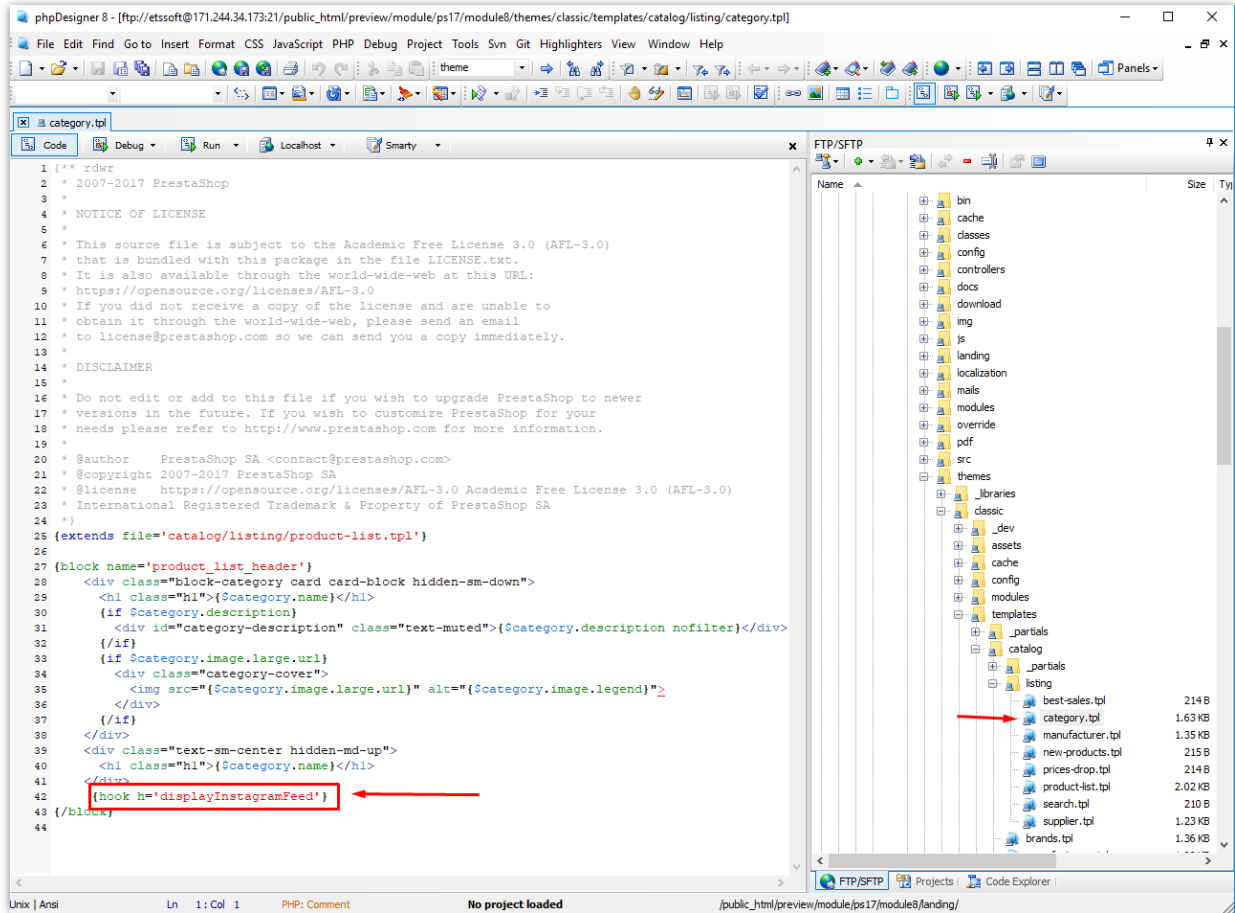 phpDesigner 8 - [ftp://etssoft@171.244.34.173:21/public_html/preview/module/ps17/module8/themes/classic/templates/catalog/listing/category.tpl]
File Edit Find Go to Insert Format CSS JavaScript PHP Debug Project Tools Svn Git Highlighters View Window Help
theme
Panels
category.tpl
Code Debug Run Localhost Smarty
1 {** rdwr
2 * 2007-2017 PrestaShop
3 *
4 * NOTICE OF LICENSE
5 *
6 * This source file is subject to the Academic Free License 3.0 (AFL-3.0)
7 * that is bundled with this package in the file LICENSE.txt.
8 * It is also available through the world-wide-web at this URL:
9 * https://opensource.org/licenses/AFL-3.0
10 * If you did not receive a copy of the license and are unable to
11 * obtain it through the world-wide-web, please send an email
12 * to license@prestashop.com so we can send you a copy immediately.
13 *
14 * DISCLAIMER
15 *
16 * Do not edit or add to this file if you wish to upgrade PrestaShop to newer
17 * versions in the future. If you wish to customize PrestaShop for your
18 * needs please refer to http://www.prestashop.com for more information.
19 *
20 * @author PrestaShop SA <contact@prestashop.com>
21 * @copyright 2007-2017 PrestaShop SA
22 * @license https://opensource.org/licenses/AFL-3.0 Academic Free License 3.0 (AFL-3.0)
23 * International Registered Trademark & Property of PrestaShop SA
24 *}
25 {extends file='catalog/listing/product-list.tpl'}
26
27 {block name='product_list_header'}
28 <div class="block-category card card-block hidden-sm-down">
29 <h1 class="h1">{$category.name}</h1>
30 {if $category.description}
31 <div id="category-description" class="text-muted">{$category.description nofilter}</div>
32 {/if}
33 {if $category.image.large.url}
34 <div class="category-cover">
35 <img src="{$category.image.large.url}" alt="{$category.image.legend}">
36 </div>
37 {/if}
38 </div>
39 <div class="text-sm-center hidden-md-up">
40 <h1 class="h1">{$category.name}</h1>
41 </div>
42 {hook h='displayInstagramFeed'}
43 {/block}
44
FTP/SFTP
Name Size Typ
bin
cache
classes
config
controllers
docs
download
img
js
landing
localization
mails
modules
override
pdf
src
themes
_libraries
classic
_dev
assets
cache
config
modules
templates
_partials
catalog
_partials
listing
best-sales.tpl 214 B
category.tpl 1.63 KB
manufacturer.tpl 1.35 KB
new-products.tpl 215 B
prices-drop.tpl 214 B
product-list.tpl 2.02 KB
search.tpl 210 B
supplier.tpl 1.23 KB
brands.tpl 1.36 KB
FTP/SFTP Projects Code Explorer
Unix | Ansi Ln 1 : Col 1 PHP: Comment No project loaded /public_html/preview/module/ps17/module8/landing/